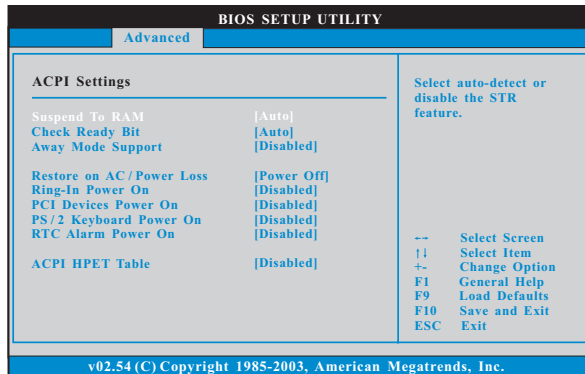 BIOS SETUP UTILITY
Advanced
ACPI Settings
Suspend To RAM [Auto]
Check Ready Bit [Auto]
Away Mode Support [Disabled]
Restore on AC / Power Loss [Power Off]
Ring-In Power On [Disabled]
PCI Devices Power On [Disabled]
PS / 2 Keyboard Power On [Disabled]
RTC Alarm Power On [Disabled]
ACPI HPET Table [Disabled]
Select auto-detect or
disable the STR
feature.
←→ Select Screen
↑↓ Select Item
+- Change Option
F1 General Help
F9 Load Defaults
F10 Save and Exit
ESC Exit
v02.54 (C) Copyright 1985-2003, American Megatrends, Inc.